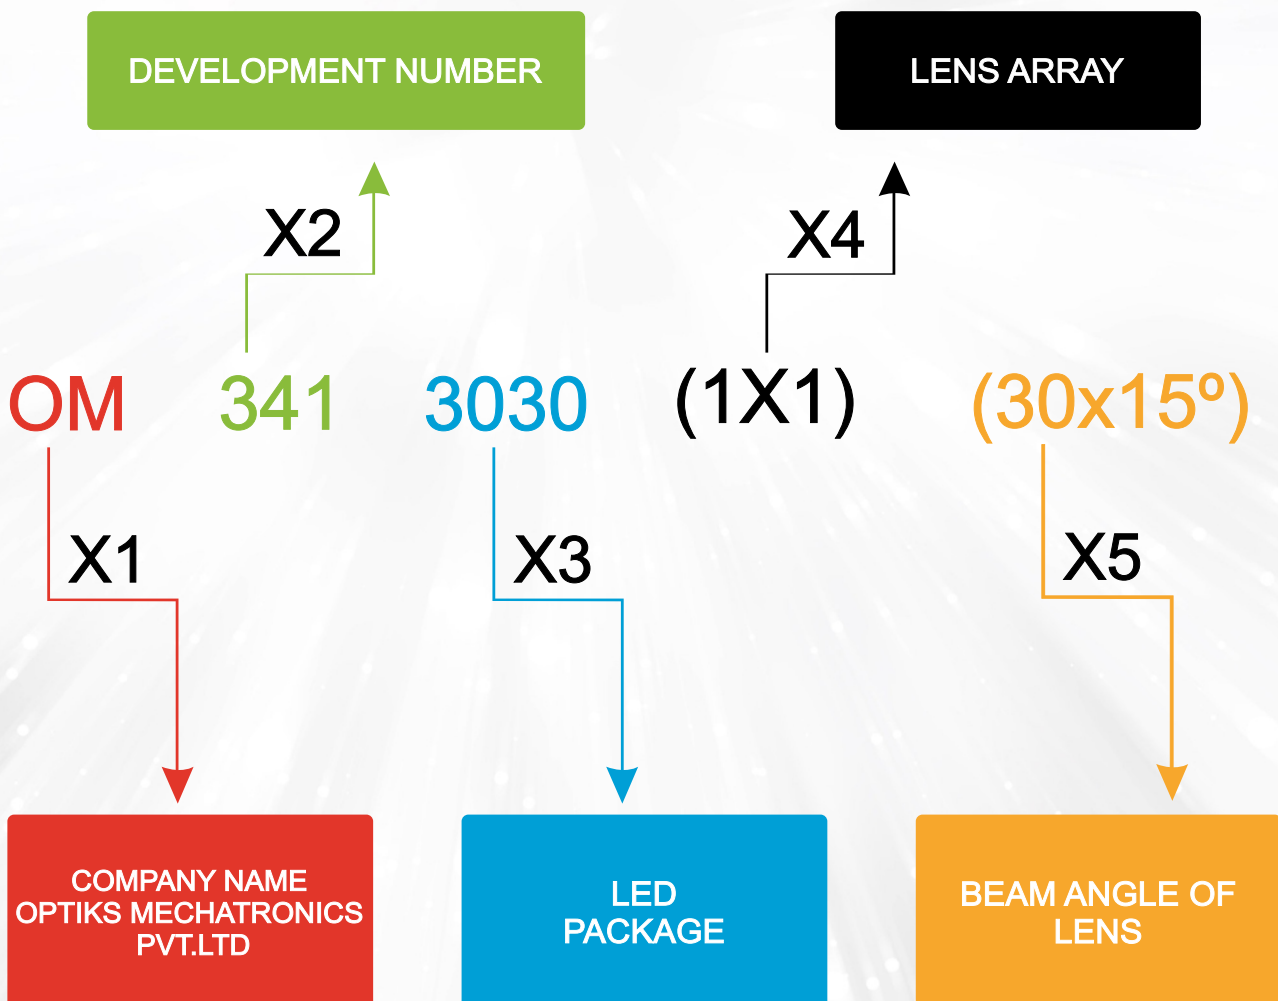 DEVELOPMENT NUMBER
LENS ARRAY
X2
X4
OM 341 3030 (1X1) (30x15º)
X1
X3
X5
COMPANY NAME
OPTIKS MECHATRONICS
PVT.LTD
LED
PACKAGE
BEAM ANGLE OF
LENS